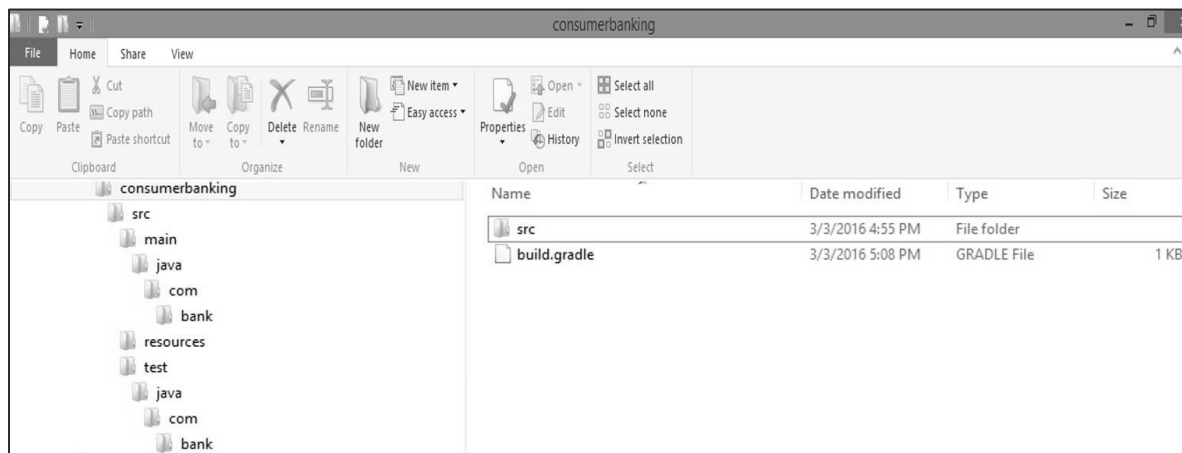 consumerbanking
File Home Share View
Copy
Paste
Cut
Copy path
Paste shortcut
Clipboard
Move to
Copy to
Delete
Rename
Organize
New folder
New item
Easy access
New
Properties
Open
Edit
History
Open
Select all
Select none
Invert selection
Select
consumerbanking
src
main
java
com
bank
resources
test
java
com
bank
Name Date modified Type Size
src 3/3/2016 4:55 PM File folder
build.gradle 3/3/2016 5:08 PM GRADLE File 1 KB